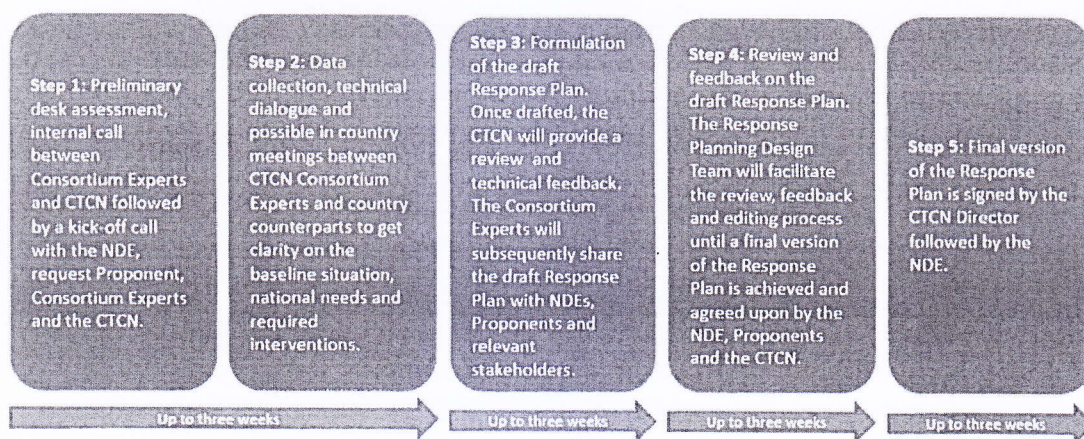 Step 1: Preliminary
desk assessment,
internal call
between
Consortium Experts
and CTCN followed
by a kick-off call
with the NDE,
request Proponent,
Consortium Experts
and the CTCN.
Step 2: Data
collection, technical
dialogue and
possible in country
meetings between
CTCN Consortium
Experts and country
counterparts to get
clarity on the
baseline situation,
national needs and
required
interventions.
Step 3: Formulation
of the draft
Response Plan.
Once drafted, the
CTCN will provide a
review and
technical feedback.
The Consortium
Experts will
subsequently share
the draft Response
Plan with NDEs,
Proponents and
relevant
stakeholders.
Step 4: Review and
feedback on the
draft Response Plan.
The Response
Planning Design
Team will facilitate
the review, feedback
and editing process
until a final version
of the Response
Plan is achieved and
agreed upon by the
NDE, Proponents
and the CTCN.
Step 5: Final version
of the Response
Plan is signed by the
CTCN Director
followed by the
NDE.
Up to three weeks
Up to three weeks
Up to three weeks
Up to three weeks